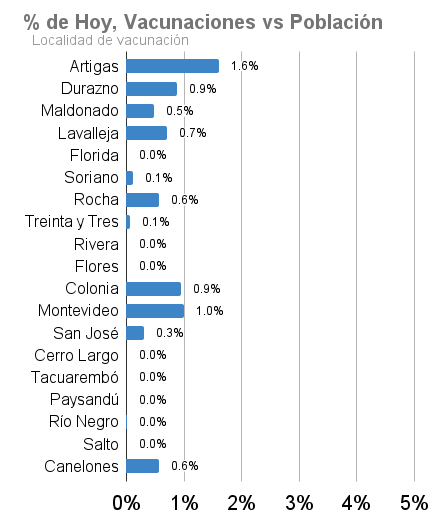 % de Hoy, Vacunaciones vs Población
Localidad de vacunación
Artigas 1.6%
Durazno 0.9%
Maldonado 0.5%
Lavalleja 0.7%
Florida 0.0%
Soriano 0.1%
Rocha 0.6%
Treinta y Tres 0.1%
Rivera 0.0%
Flores 0.0%
Colonia 0.9%
Montevideo 1.0%
San José 0.3%
Cerro Largo 0.0%
Tacuarembó 0.0%
Paysandú 0.0%
Río Negro 0.0%
Salto 0.0%
Canelones 0.6%
0% 1% 2% 3% 4% 5%